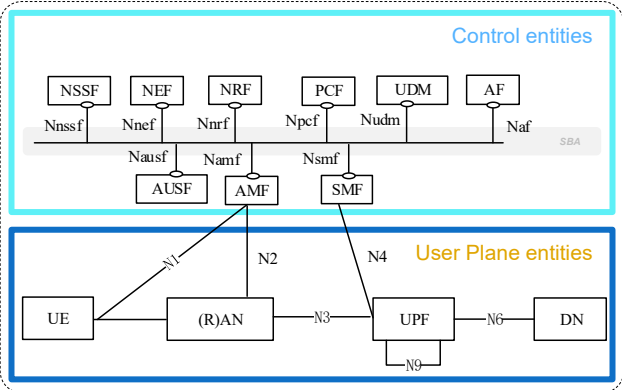 Control entities
NSSF NEF NRF PCF UDM AF
Nnssf Nnef Nnrf Npcf Nudm Naf
SBA
Nausf Namf Nsmf
AUSF AMF SMF
User Plane entities
N1 N2 N4
UE (R)AN N3 UPF N6 DN
N9